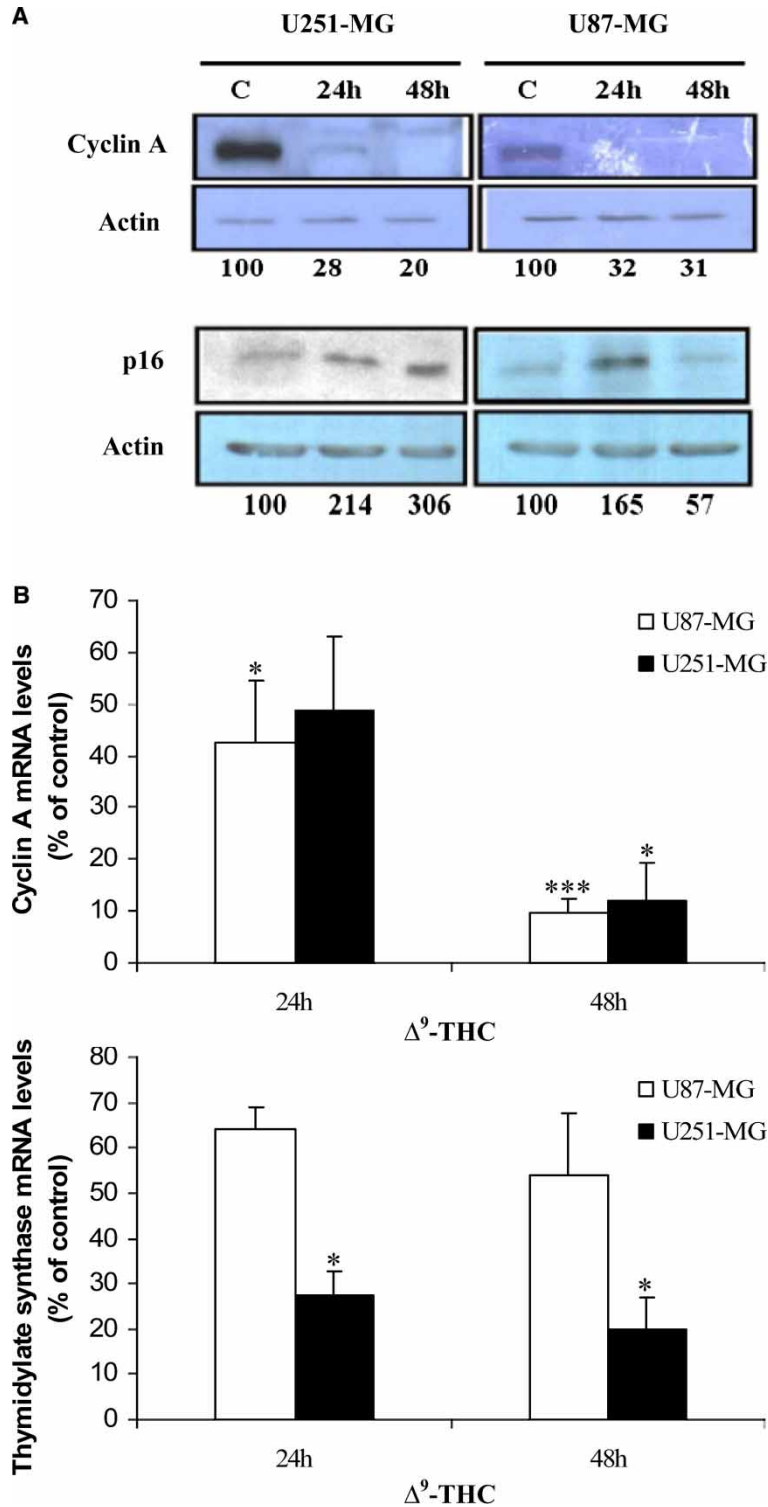 A
U251-MG U87-MG
C 24h 48h C 24h 48h
Cyclin A
Actin
100 28 20 100 32 31
p16
Actin
100 214 306 100 165 57
B
Cyclin A mRNA levels
(% of control)
70
60
50
40
30
20
10
0
U87-MG
U251-MG
*
***
*
24h 48h
Δ⁹-THC
Thymidylate synthase mRNA levels
(% of control)
80
70
60
50
40
30
20
10
0
U87-MG
U251-MG
*
*
24h 48h
Δ⁹-THC